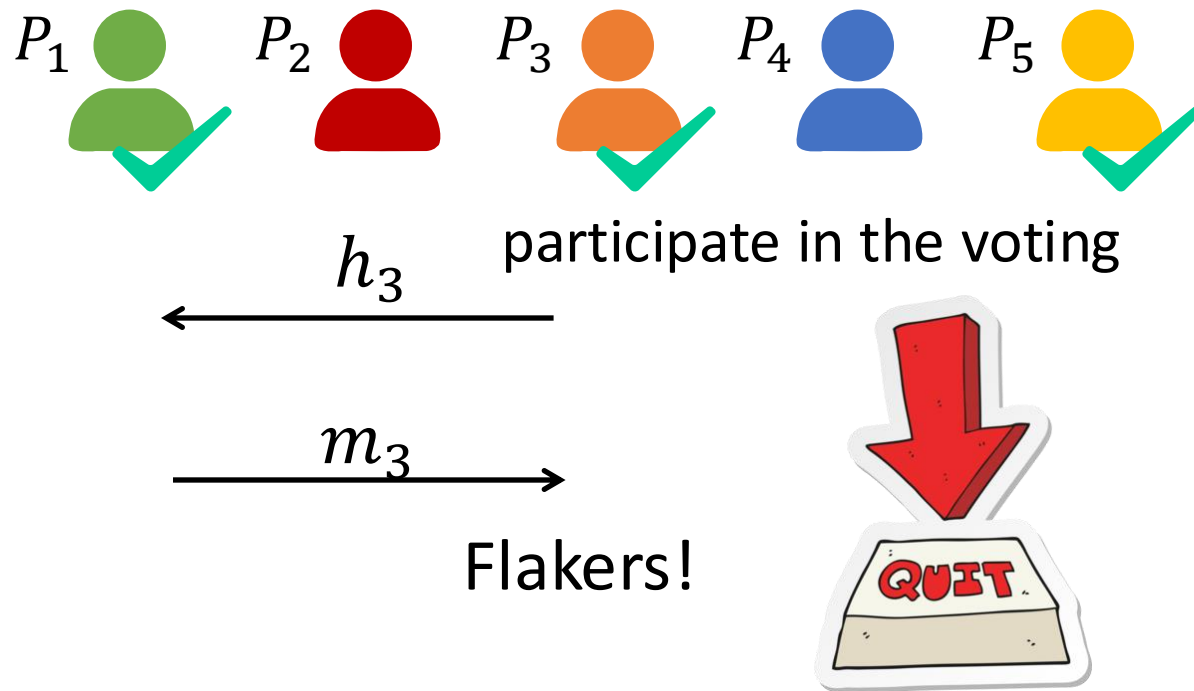 P₁ P₂ P₃ P₄ P₅
participate in the voting
h₃
m₃
Flakers!
QUIT